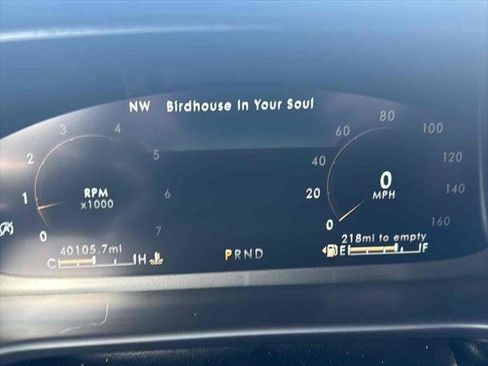 NW Birdhouse in Your Soul
3 4
2 5
1 6
0 7
RPM
x1000
60 80 100
40 120
20 140
0 160
0
MPH
40105.7mi
C H
PRND
218mi to empty
E F